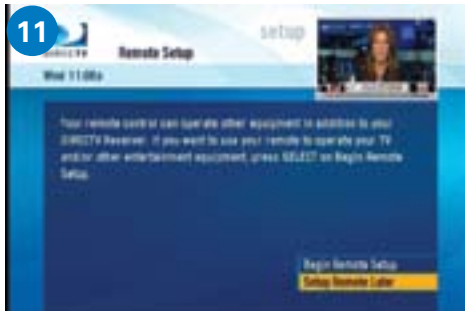 11
setup
DIRECTV
Remote Setup
Wed 11:00a
Your remote control can operate other equipment in addition to your
DIRECTV Receiver. If you want to use your remote to operate your TV
and/or other entertainment equipment, press SELECT on Begin Remote
Setup.
Begin Remote Setup
Setup Remote Later